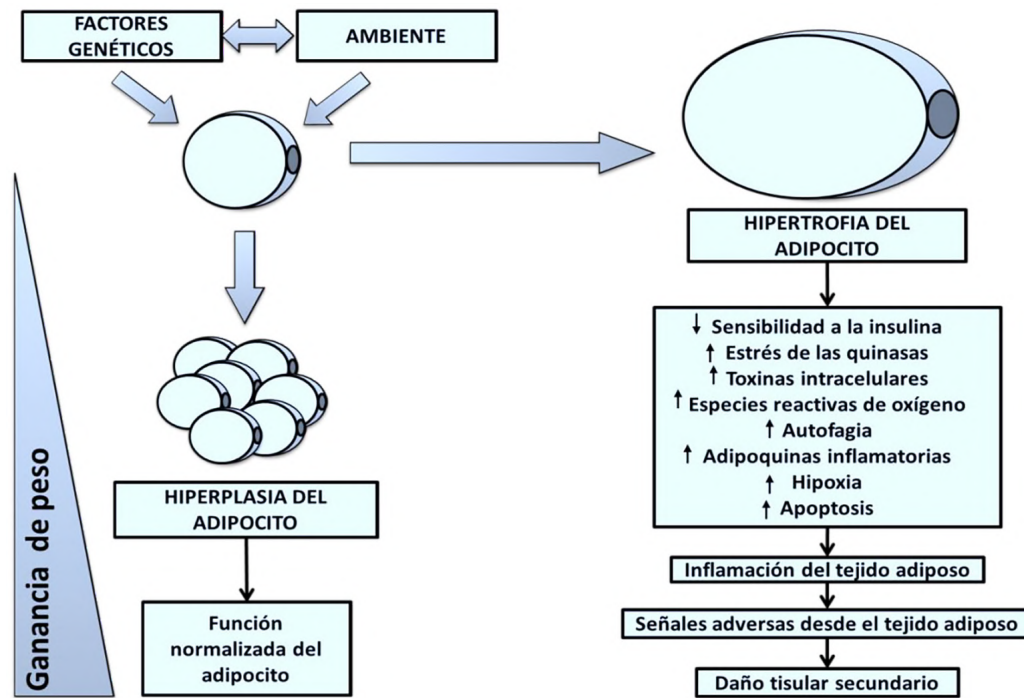 FACTORES
GENÉTICOS
AMBIENTE
HIPERTROFIA DEL
ADIPOCITO
↓ Sensibilidad a la insulina
↑ Estrés de las quinasas
↑ Toxinas intracelulares
↑ Especies reactivas de oxígeno
↑ Autofagia
↑ Adipoquinas inflamatorias
↑ Hipoxia
↑ Apoptosis
Inflamación del tejido adiposo
Señales adversas desde el tejido adiposo
Daño tisular secundario
HIPERPLASIA DEL
ADIPOCITO
Función
normalizada del
adipocito
Ganancia de peso